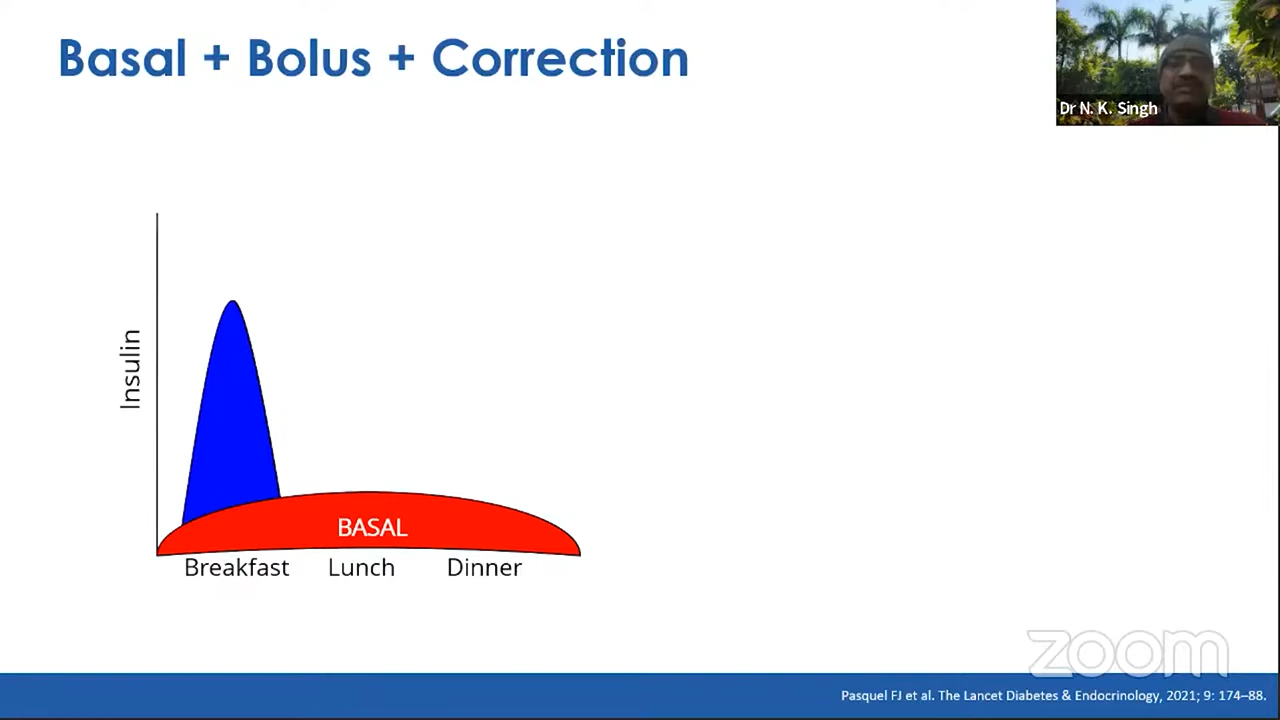 Basal + Bolus + Correction
Dr N. K. Singh
Insulin
BASAL
Breakfast Lunch Dinner
zoom
Pasquel FJ et al. The Lancet Diabetes & Endocrinology, 2021; 9: 174–88.